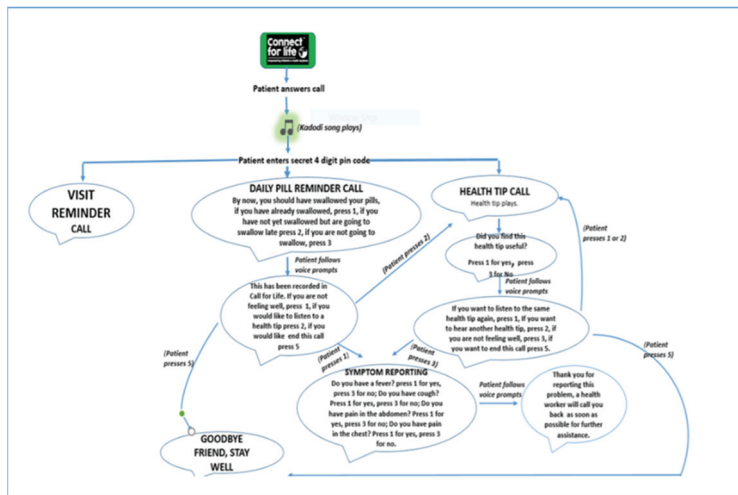 Connect
for life
Patient answers call
(Kadodi song plays)
Patient enters secret 4 digit pin code
VISIT
REMINDER
CALL
DAILY PILL REMINDER CALL
By now, you should have swallowed your pills,
if you have already swallowed, press 1, if you
have not yet swallowed but are going to
swallow late press 2, if you are not going to
swallow, press 3
HEALTH TIP CALL
Health tip plays.
Did you find this
health tip useful?
Press 1 for yes, press
3 for No
(Patient
presses 1 or 2)
(Patient presses 2)
Patient follows
voice prompts
Patient follows
voice prompts
This has been recorded in
Call for Life. If you are not
feeling well, press 1, if you
would like to listen to a
health tip press 2, if you
would like end this call
press 5
If you want to listen to the same
health tip again, press 1, If you want
to hear another health tip, press 2, if
you are not feeling well, press 3, if
you want to end this call press 5.
(Patient
presses 5)
(Patient
presses 1)
(Patient
presses 3)
(Patient
presses 5)
SYMPTOM REPORTING
Do you have a fever? press 1 for yes,
press 3 for no; Do you have cough?
Press 1 for yes, press 3 for no; Do you
have pain in the abdomen? Press 1 for
yes, press 3 for no; Do you have pain
in the chest? Press 1 for yes, press 3
for no.
Patient follows
voice prompts
Thank you for
reporting this
problem, a health
worker will call you
back as soon as
possible for further
assistance.
GOODBYE
FRIEND, STAY
WELL